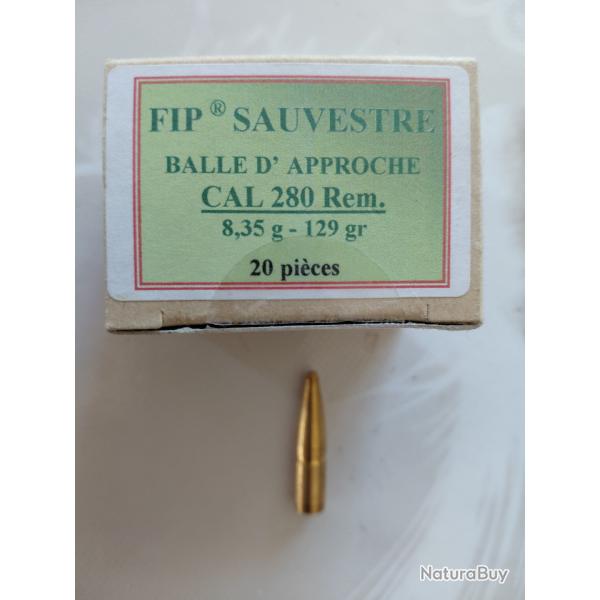 FIP ® SAUVESTRE
BALLE D' APPROCHE
CAL 280 Rem.
8,35 g - 129 gr
20 pièces
NaturaBuy